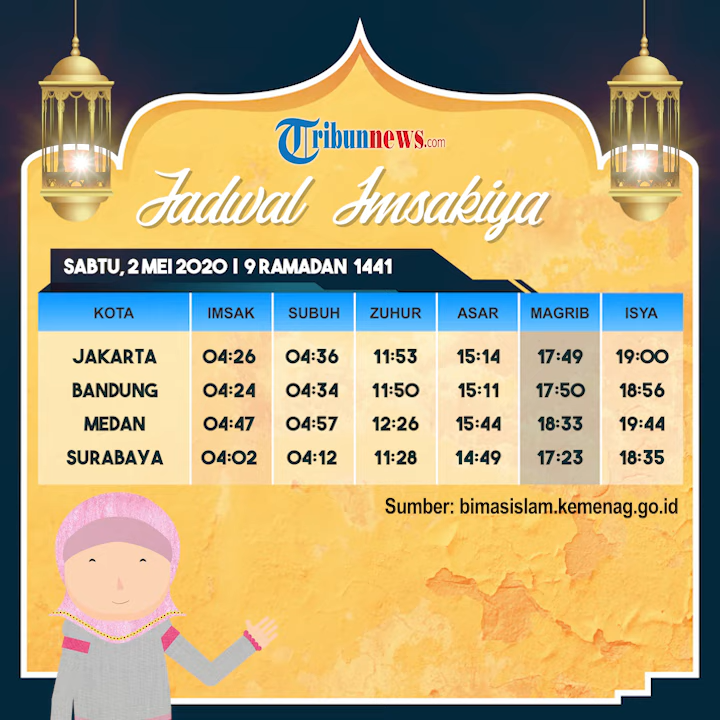 Tribunnews.com
Jadwal Imsakiya
SABTU, 2 MEI 2020 | 9 RAMADAN 1441
KOTA IMSAK SUBUH ZUHUR ASAR MAGRIB ISYA
JAKARTA 04:26 04:36 11:53 15:14 17:49 19:00
BANDUNG 04:24 04:34 11:50 15:11 17:50 18:56
MEDAN 04:47 04:57 12:26 15:44 18:33 19:44
SURABAYA 04:02 04:12 11:28 14:49 17:23 18:35
Sumber: bimasislam.kemenag.go.id